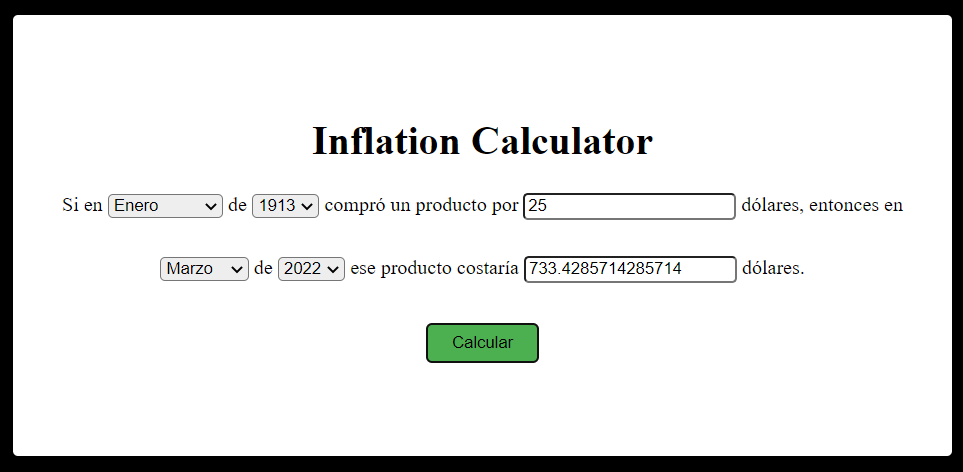 Inflation Calculator
Si en Enero de 1913 compró un producto por 25 dólares, entonces en
Marzo de 2022 ese producto costaría 733.4285714285714 dólares.
Calcular